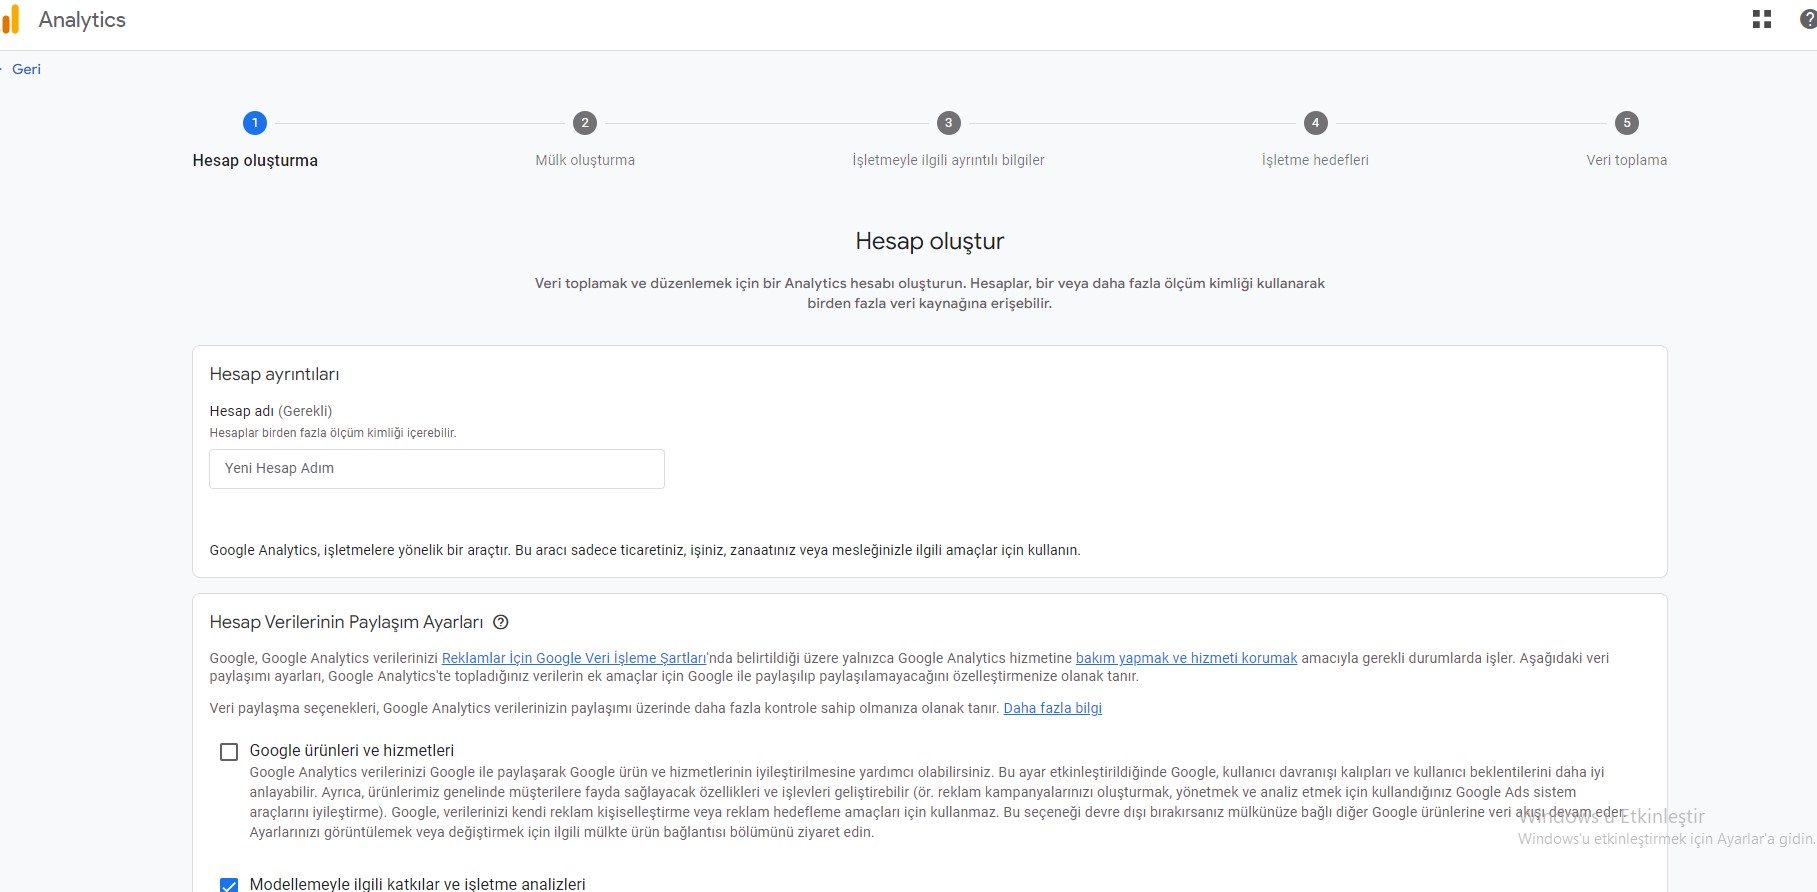 Analytics
Geri
1
2
3
4
5
Hesap oluşturma
Mülk oluşturma
İşletmeyle ilgili ayrıntılı bilgiler
İşletme hedefleri
Veri toplama
Hesap oluştur
Veri toplamak ve düzenlemek için bir Analytics hesabı oluşturun. Hesaplar, bir veya daha fazla ölçüm kimliği kullanarak
birden fazla veri kaynağına erişebilir.
Hesap ayrıntıları
Hesap adı (Gerekli)
Hesaplar birden fazla ölçüm kimliği içerebilir.
Yeni Hesap Adım
Google Analytics, işletmelere yönelik bir araçtır. Bu aracı sadece ticaretiniz, işiniz, zanaatınız veya mesleğinizle ilgili amaçlar için kullanın.
Hesap Verilerinin Paylaşım Ayarları ?
Google, Google Analytics verilerinizi Reklamlar İçin Google Veri İşleme Şartları'nda belirtildiği üzere yalnızca Google Analytics hizmetine bakım yapmak ve hizmeti korumak amacıyla gerekli durumlarda işler. Aşağıdaki veri
paylaşımı ayarları, Google Analytics'te topladığınız verilerin ek amaçlar için Google ile paylaşılıp paylaşılamayacağını özelleştirmenize olanak tanır.
Veri paylaşma seçenekleri, Google Analytics verilerinizin paylaşımı üzerinde daha fazla kontrole sahip olmanıza olanak tanır. Daha fazla bilgi
Google ürünleri ve hizmetleri
Google Analytics verilerinizi Google ile paylaşarak Google ürün ve hizmetlerinin iyileştirilmesine yardımcı olabilirsiniz. Bu ayar etkinleştirildiğinde Google, kullanıcı davranışı kalıpları ve kullanıcı beklentilerini daha iyi
anlayabilir. Ayrıca, ürünlerimiz genelinde müşterilere fayda sağlayacak özellikleri ve işlevleri geliştirebilir (ör. reklam kampanyalarınızı oluşturmak, yönetmek ve analiz etmek için kullandığınız Google Ads sistem
araçlarını iyileştirme). Google, verilerinizi kendi reklam kişiselleştirme veya reklam hedefleme amaçları için kullanmaz. Bu seçeneği devre dışı bırakırsanız mülkünüze bağlı diğer Google ürünlerine veri akışı devam eder.
Ayarlarınızı görüntülemek veya değiştirmek için ilgili mülkte ürün bağlantısı bölümünü ziyaret edin.
Windows'u Etkinleştir
Windows'u etkinleştirmek için Ayarlar'a gidin.
Modellemeyle ilgili katkılar ve işletme analizleri